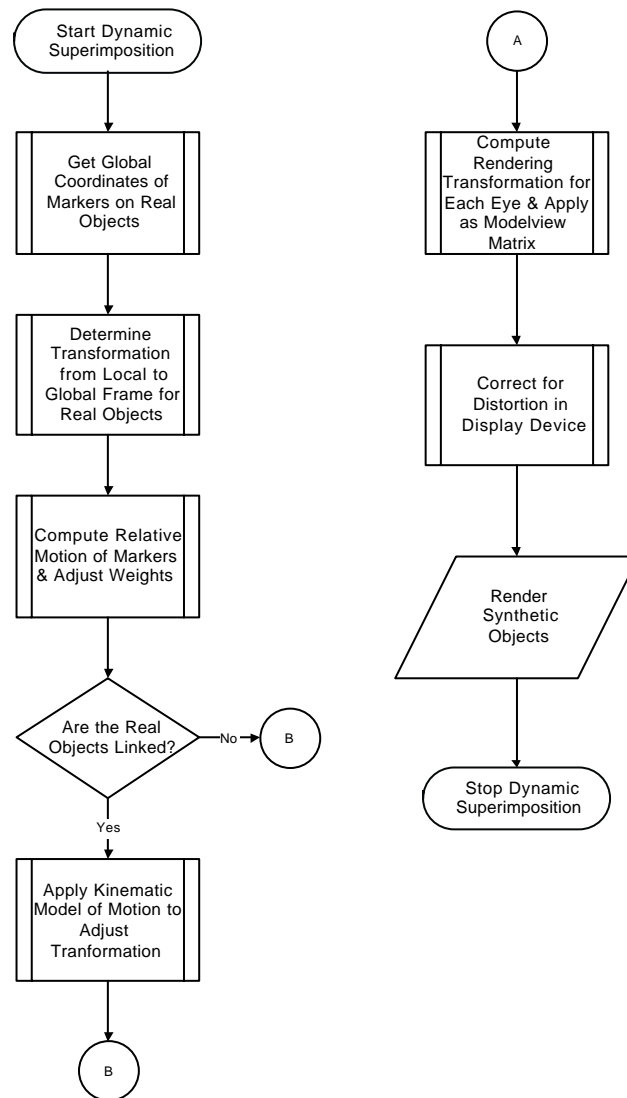 Start Dynamic
Superimposition
Get Global
Coordinates of
Markers on Real
Objects
Determine
Transformation
from Local to
Global Frame for
Real Objects
Compute Relative
Motion of Markers
& Adjust Weights
Are the Real
Objects Linked?
No
B
Yes
Apply Kinematic
Model of Motion to
Adjust
Tranformation
B
A
Compute
Rendering
Transformation for
Each Eye & Apply
as Modelview
Matrix
Correct for
Distortion in
Display Device
Render
Synthetic
Objects
Stop Dynamic
Superimposition